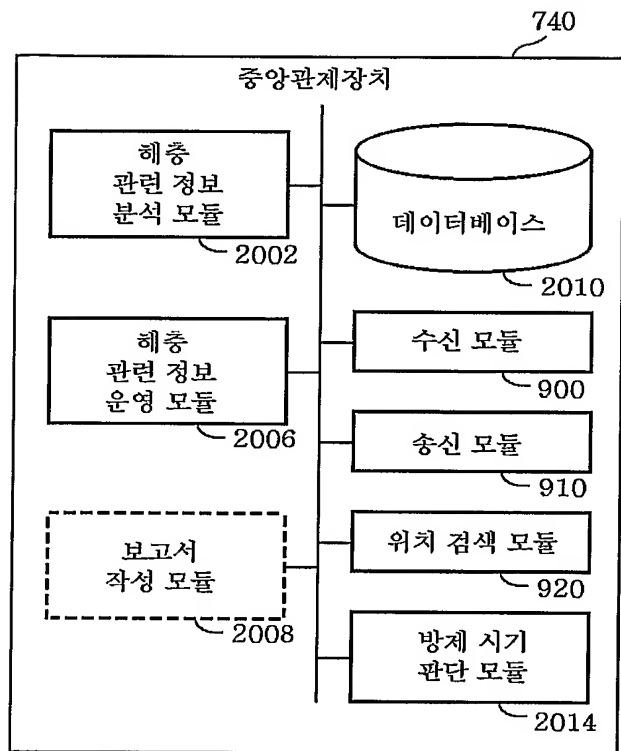 740
중앙관제장치
해충
관련 정보
분석 모듈
2002
데이터베이스
2010
해충
관련 정보
운영 모듈
2006
수신 모듈
900
송신 모듈
910
보고서
작성 모듈
2008
위치 검색 모듈
920
방제 시기
판단 모듈
2014